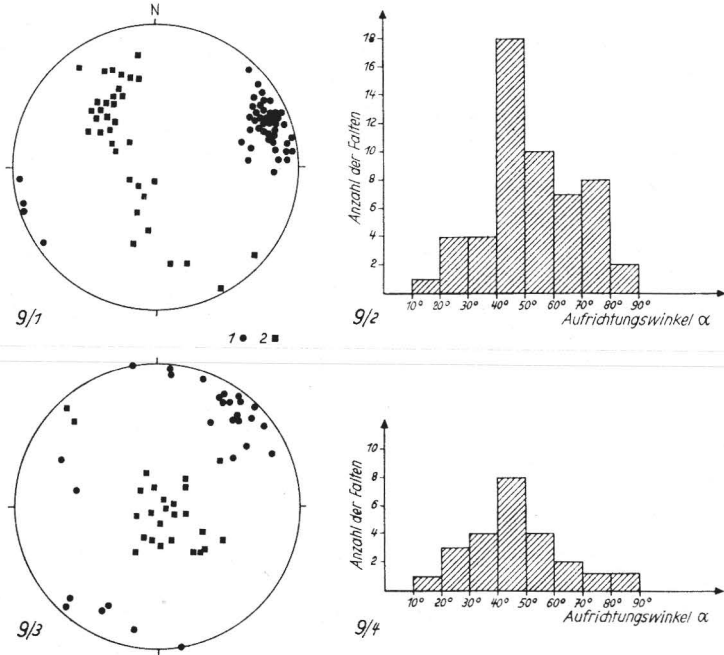 N
9/1
1 ● 2 ■
Anzahl der Falten
18
16
14
12
10
8
6
4
2
10° 20° 30° 40° 50° 60° 70° 80° 90°
Aufrichtungswinkel α
9/2
9/3
Anzahl der Falten
10
8
6
4
2
10° 20° 30° 40° 50° 60° 70° 80° 90°
Aufrichtungswinkel α
9/4